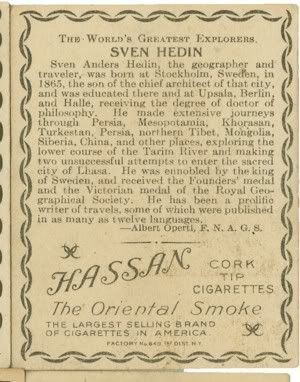 THE WORLD'S GREATEST EXPLORERS.
SVEN HEDIN
Sven Anders Hedin, the geographer and
traveler, was born at Stockholm, Sweden, in
1865, the son of the chief architect of that city,
and was educated there and at Upsala, Berlin,
and Halle, receiving the degree of doctor of
philosophy. He made extensive journeys
through Persia, Mesopotamia, Khorasan,
Turkestan, Persia, northern Tibet, Mongolia,
Siberia, China, and other places, exploring the
lower course of the Tarim River and making
two unsuccessful attempts to enter the sacred
city of Lhasa. He was ennobled by the king
of Sweden, and received the Founders' medal
and the Victorian medal of the Royal Geo-
graphical Society. He has been a prolific
writer of travels, some of which were published
in as many as twelve languages.
—Albert Operti, F. N. A. G. S.
HASSAN
CORK
TIP
CIGARETTES
The Oriental Smoke
THE LARGEST SELLING BRAND
OF CIGARETTES IN AMERICA
FACTORY No. 649 1ST DIST. N.Y.